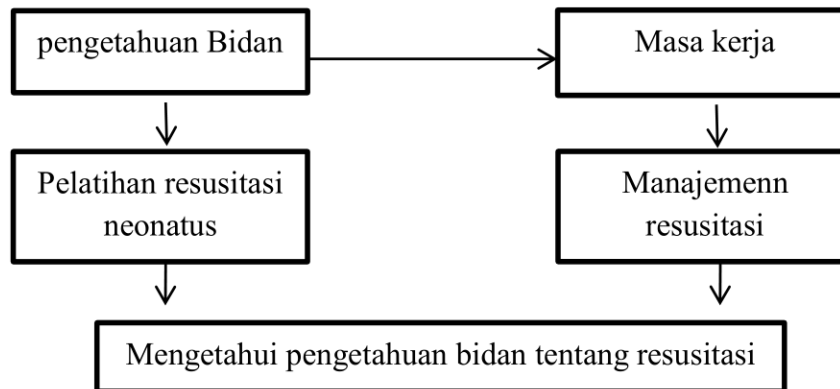 pengetahuan Bidan
Masa kerja
Pelatihan resusitasi
neonatus
Manajemenn
resusitasi
Mengetahui pengetahuan bidan tentang resusitasi